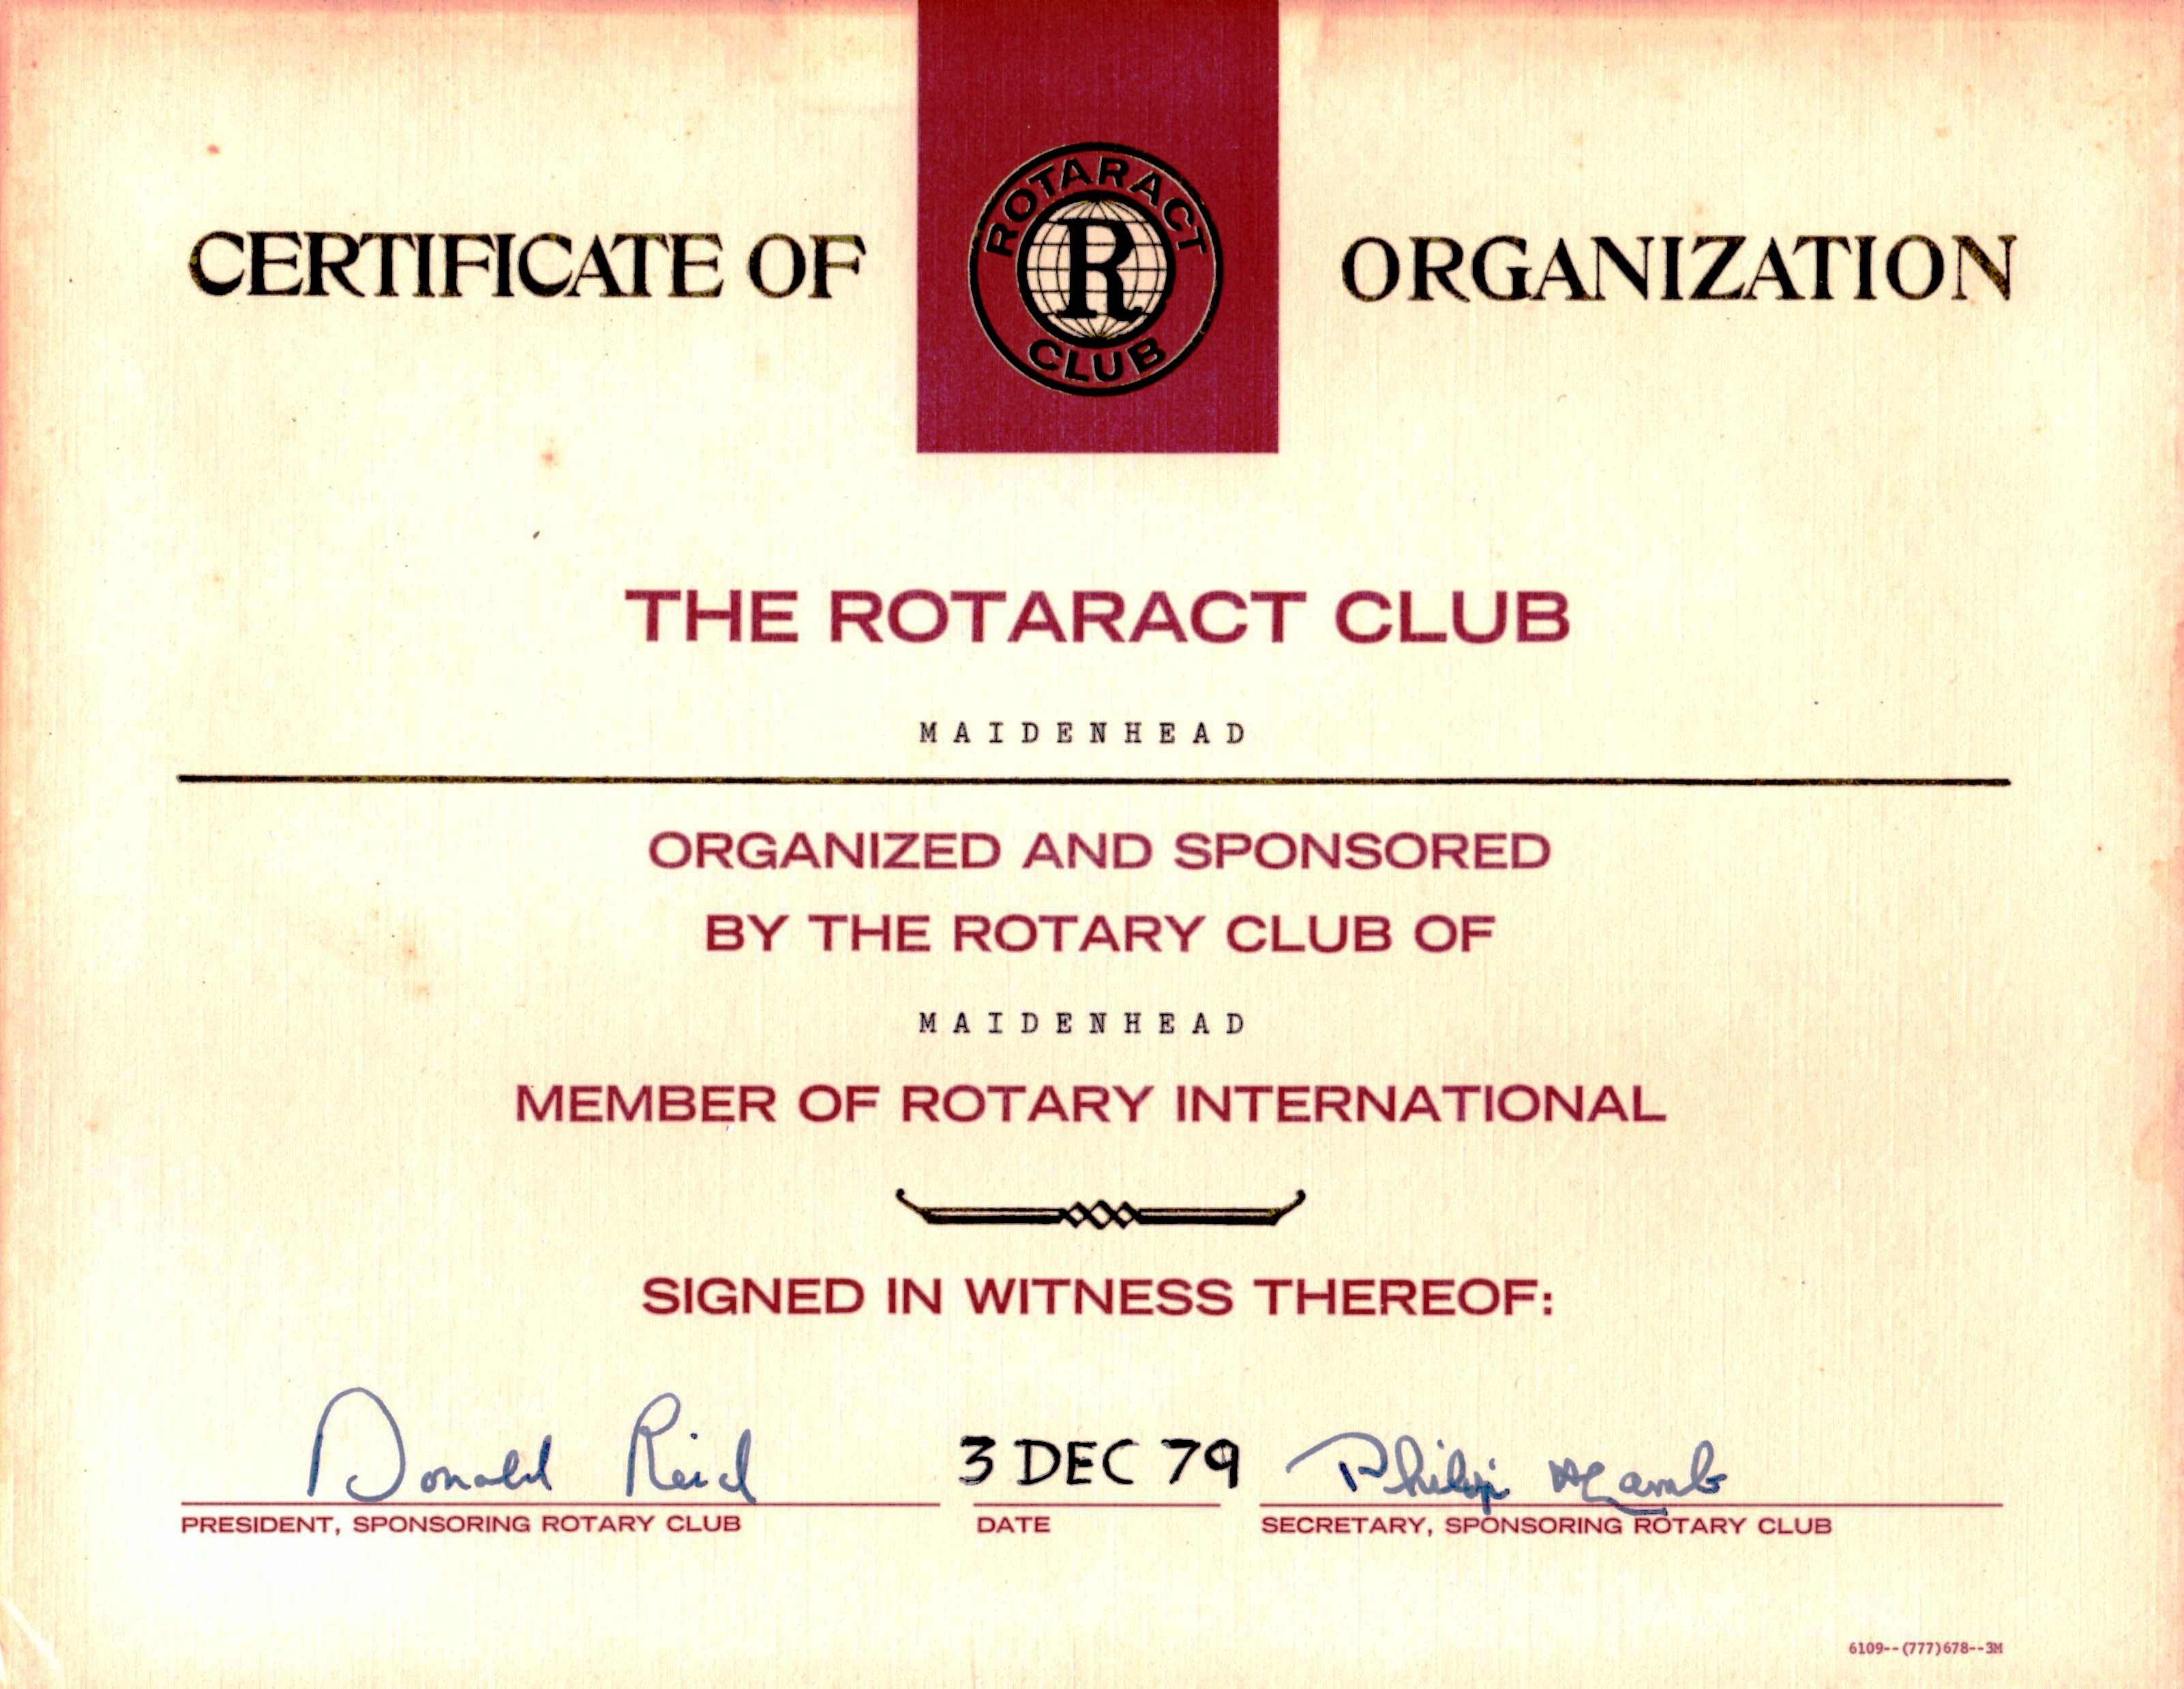 CERTIFICATE OF ORGANIZATION
ROTARACT
R
CLUB
THE ROTARACT CLUB
MAIDENHEAD
ORGANIZED AND SPONSORED
BY THE ROTARY CLUB OF
MAIDENHEAD
MEMBER OF ROTARY INTERNATIONAL
SIGNED IN WITNESS THEREOF:
Donald Reid 3 DEC 79 Philip
PRESIDENT, SPONSORING ROTARY CLUB DATE SECRETARY, SPONSORING ROTARY CLUB
6109--(777)678--3M